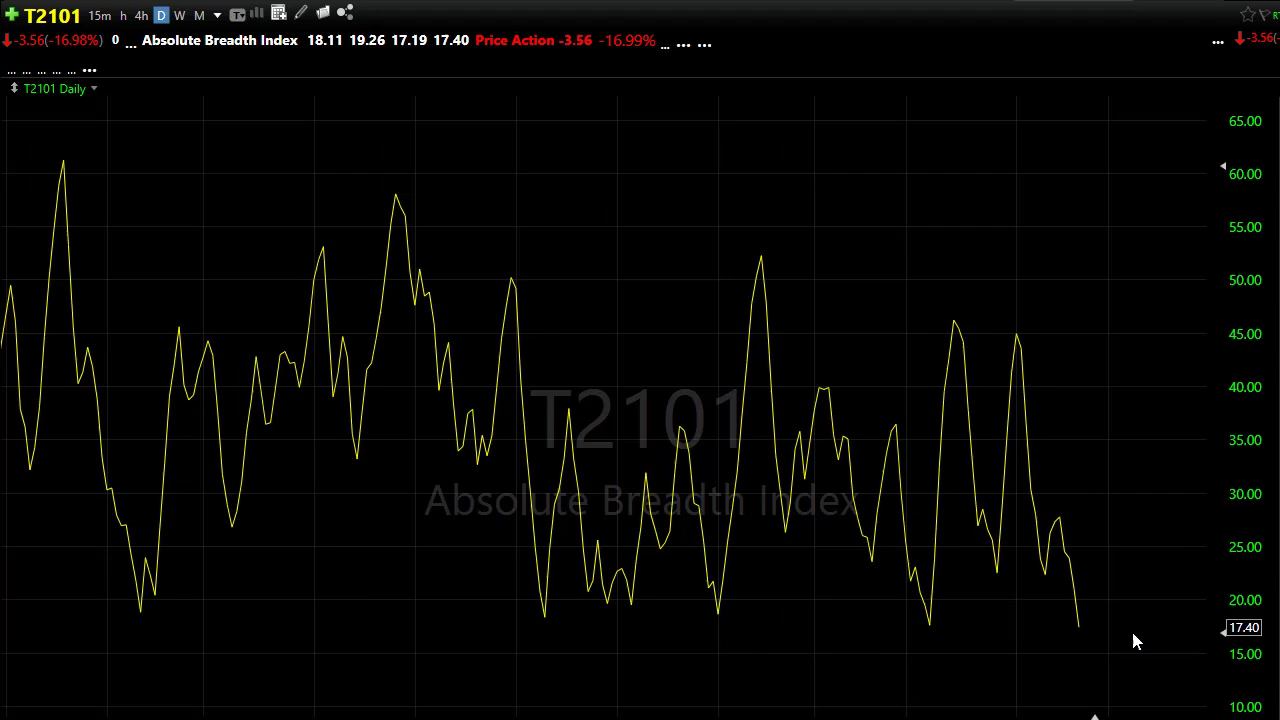 T2101 15m h 4h D W M T
-3.56(-16.98%) 0 ... Absolute Breadth Index 18.11 19.26 17.19 17.40 Price Action -3.56 -16.99% ... ... ... ... -3.56(-
... ... ... ... ... ...
T2101 Daily
65.00
60.00
55.00
50.00
45.00
40.00
T2101
35.00
30.00
Absolute Breadth Index
25.00
20.00
17.40
15.00
10.00